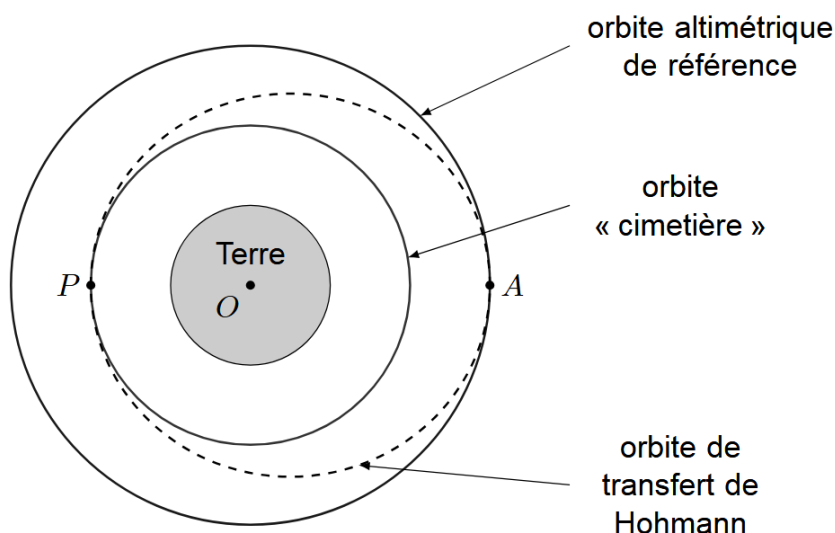 orbite altimétrique
de référence
orbite
« cimetière »
Terre
P
O
A
orbite de
transfert de
Hohmann